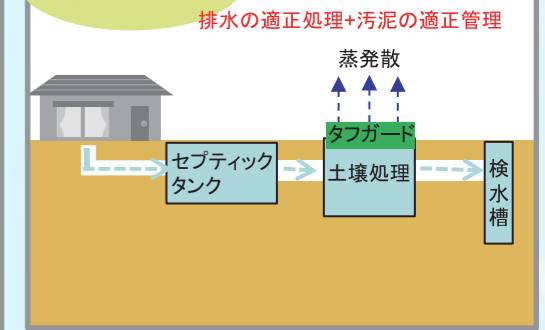 排水の適正処理+汚泥の適正管理
蒸発散
タフガード
セプティック
タンク
土壌処理
検
水
槽